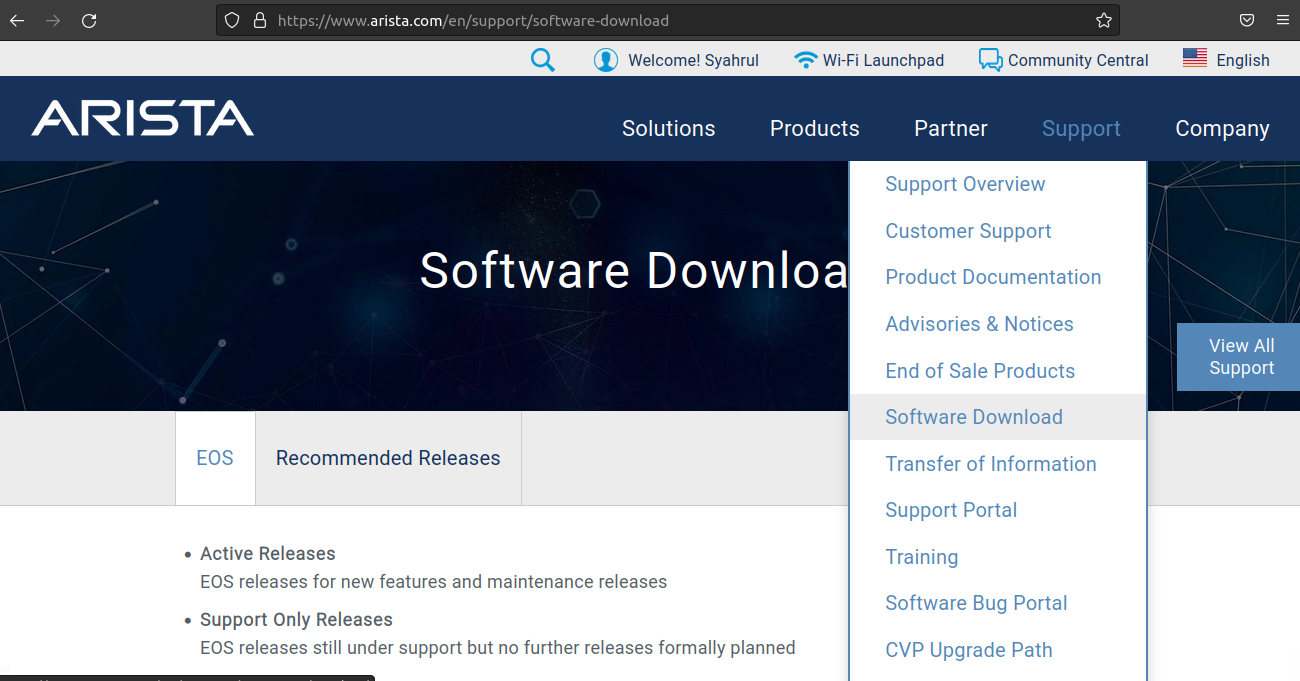 https://www.arista.com/en/support/software-download
Welcome! Syahrul
Wi-Fi Launchpad
Community Central
English
ARISTA
Solutions
Products
Partner
Support
Company
Software Downloa
Support Overview
Customer Support
Product Documentation
Advisories & Notices
End of Sale Products
Software Download
Transfer of Information
Support Portal
Training
Software Bug Portal
CVP Upgrade Path
View All
Support
EOS
Recommended Releases
Active Releases
EOS releases for new features and maintenance releases
Support Only Releases
EOS releases still under support but no further releases formally planned